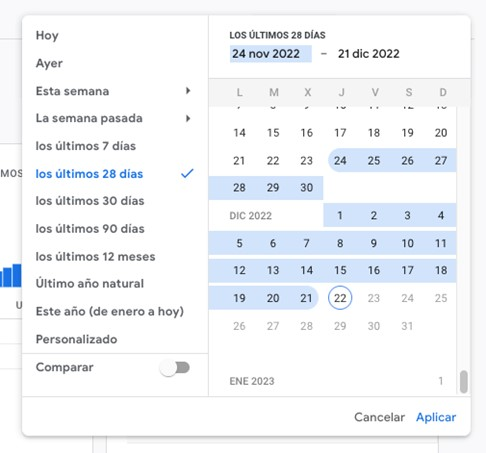 Hoy
Ayer
Esta semana
La semana pasada
los últimos 7 días
los últimos 28 días
los últimos 30 días
los últimos 90 días
los últimos 12 meses
Último año natural
Este año (de enero a hoy)
Personalizado
Comparar
LOS ÚLTIMOS 28 DÍAS
24 nov 2022 – 21 dic 2022
L M X J V S D
14 15 16 17 18 19 20
21 22 23 24 25 26 27
28 29 30
DIC 2022 1 2 3 4
5 6 7 8 9 10 11
12 13 14 15 16 17 18
19 20 21 22 23 24 25
26 27 28 29 30 31
ENE 2023 1
Cancelar Aplicar